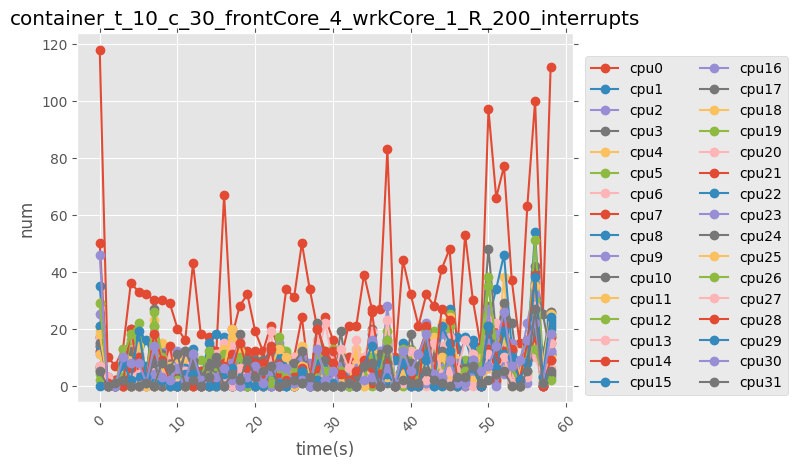 container_t_10_c_30_frontCore_4_wrkCore_1_R_200_interrupts
120
100
80
60
40
20
0
num
0
10
20
30
40
50
60
time(s)
cpu0
cpu1
cpu2
cpu3
cpu4
cpu5
cpu6
cpu7
cpu8
cpu9
cpu10
cpu11
cpu12
cpu13
cpu14
cpu15
cpu16
cpu17
cpu18
cpu19
cpu20
cpu21
cpu22
cpu23
cpu24
cpu25
cpu26
cpu27
cpu28
cpu29
cpu30
cpu31